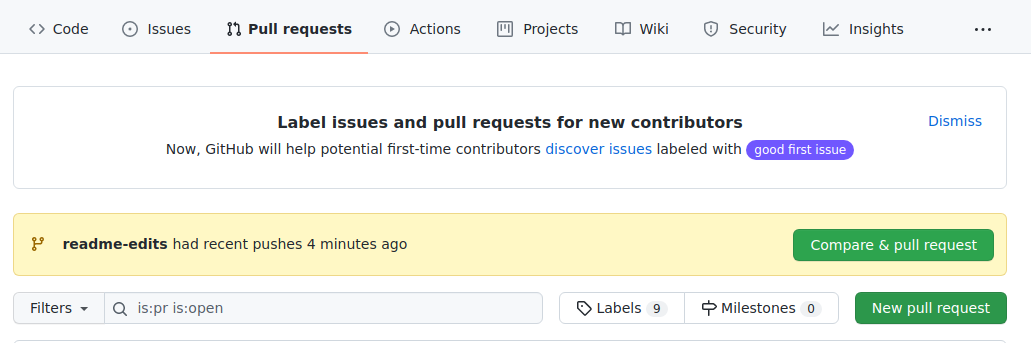 Code Issues Pull requests Actions Projects Wiki Security Insights ...
Label issues and pull requests for new contributors Dismiss
Now, GitHub will help potential first-time contributors discover issues labeled with good first issue
readme-edits had recent pushes 4 minutes ago Compare & pull request
Filters is:pr is:open Labels 9 Milestones 0 New pull request